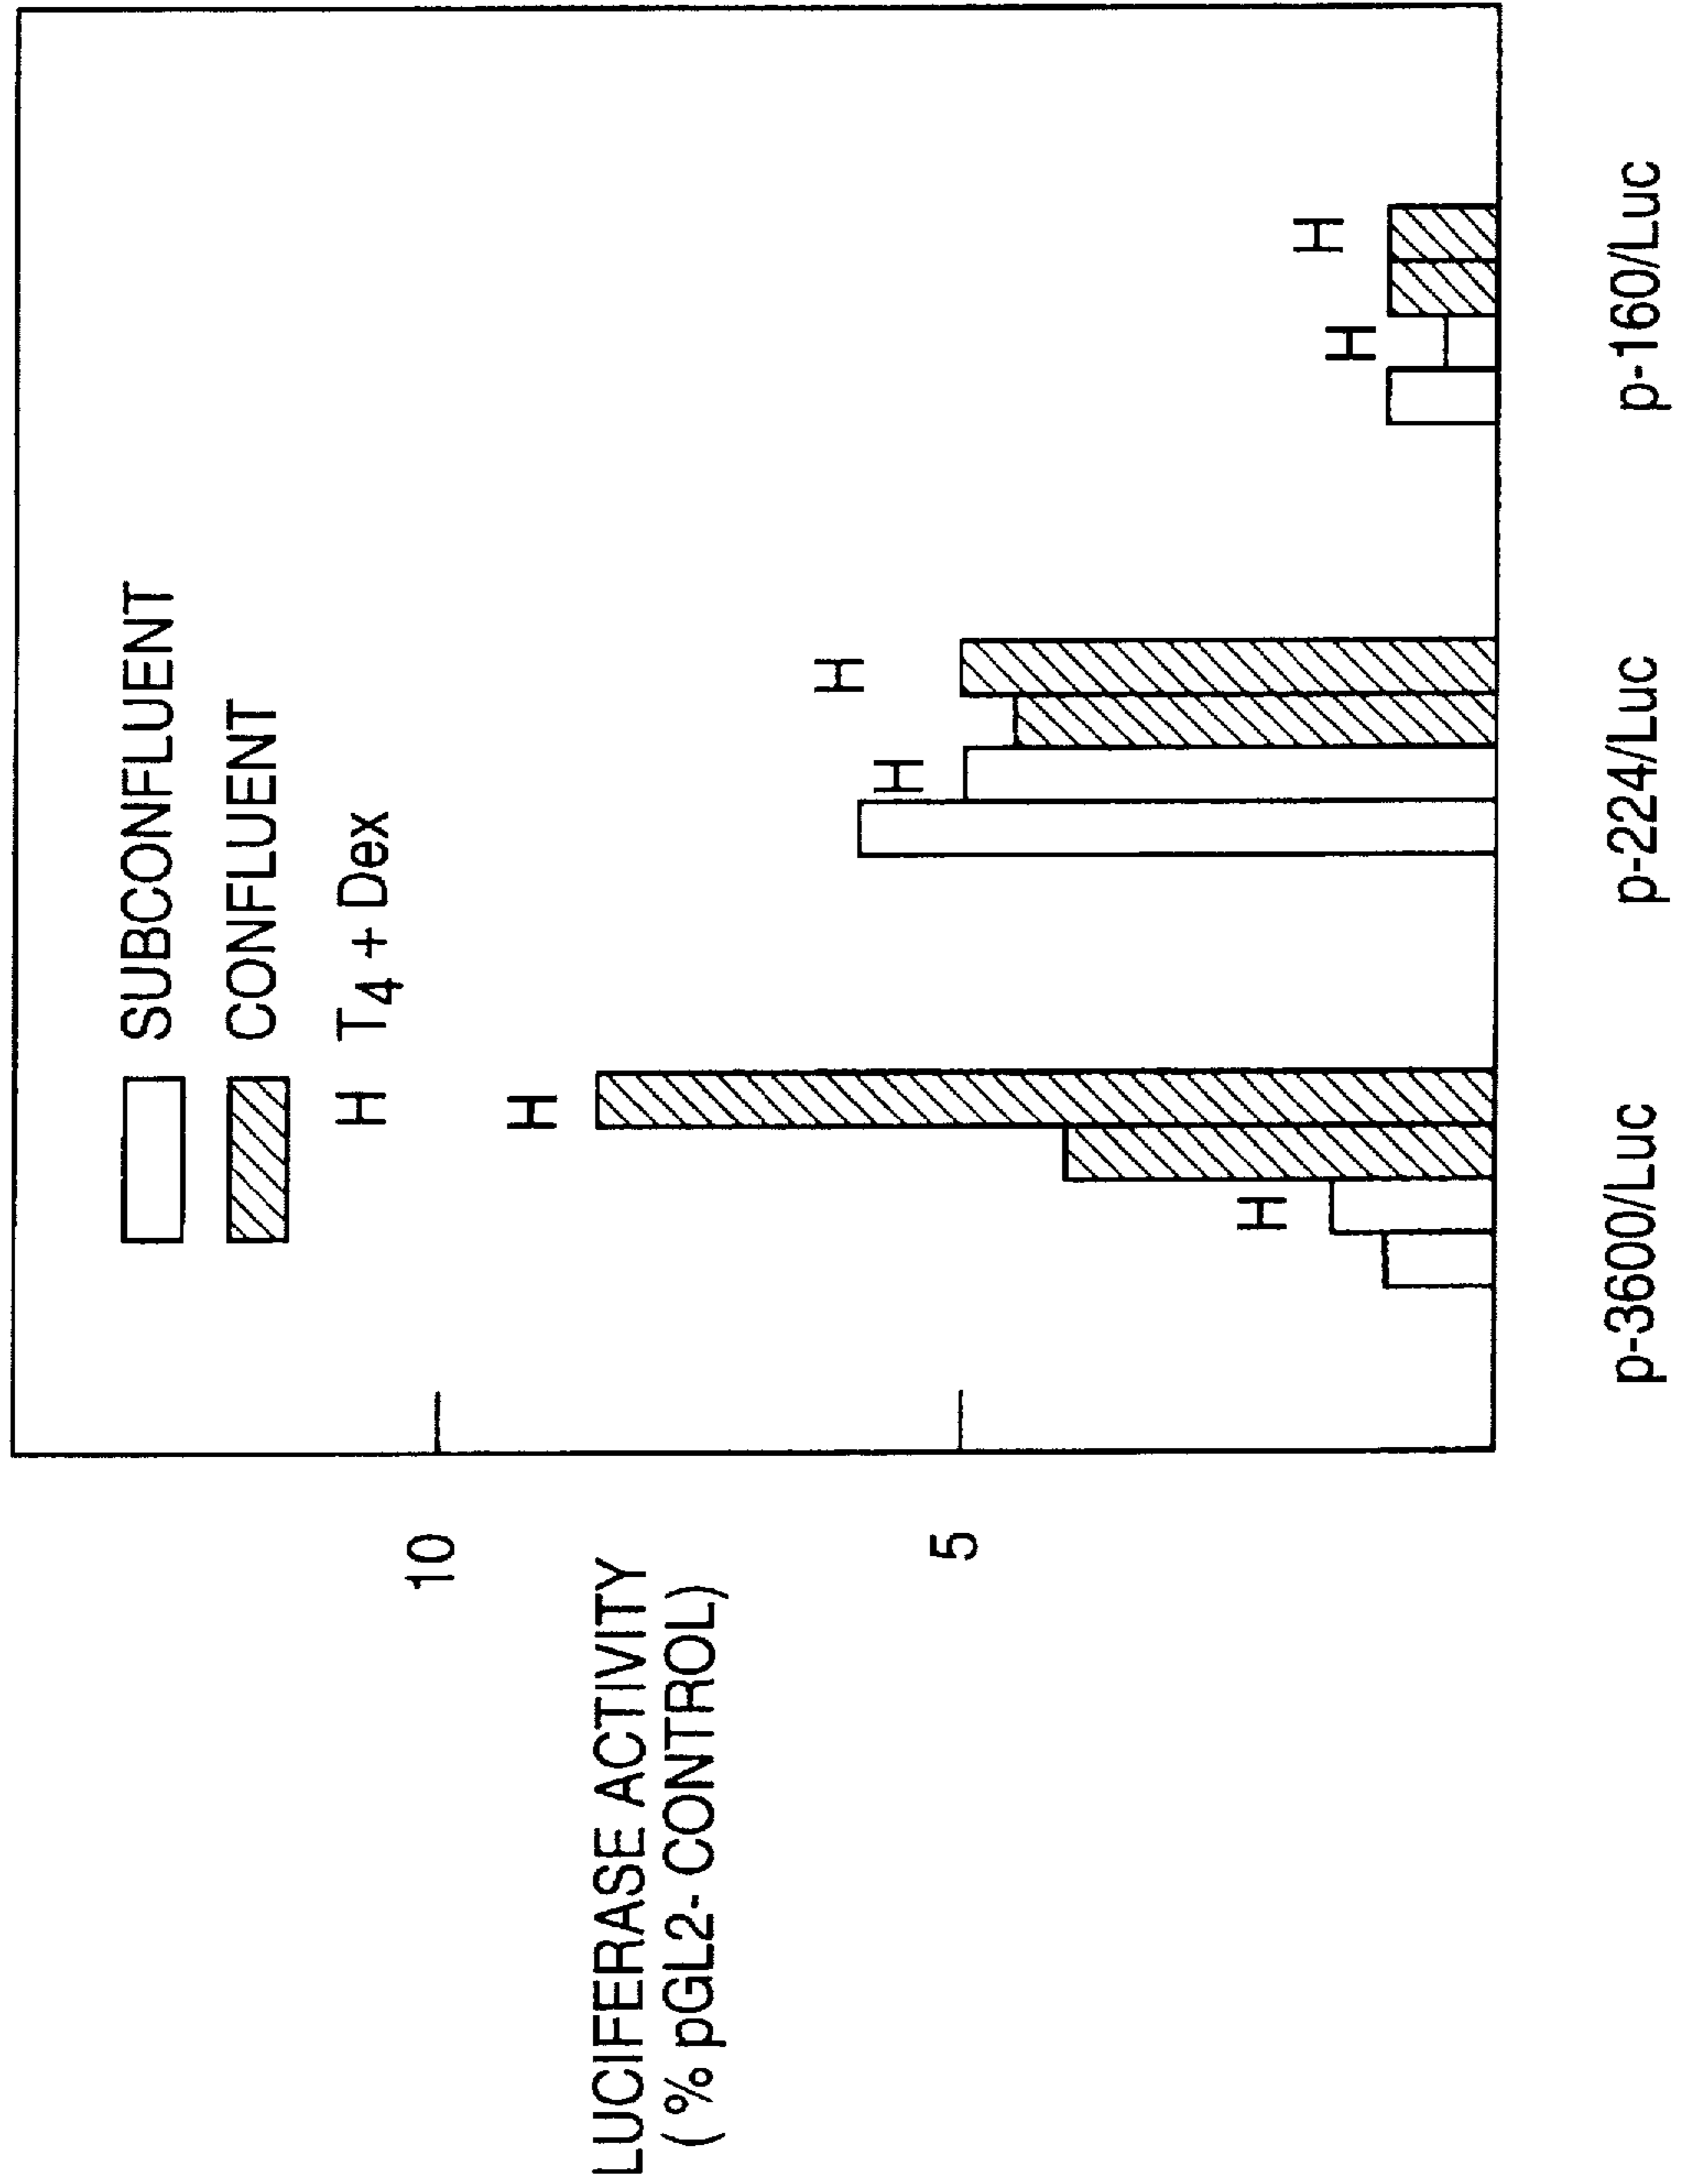 SUBCONFLUENT
CONFLUENT
H T4 + Dex
10
5
LUCIFERASE ACTIVITY
( % pGL2- CONTROL)
H
H
H
H
H
H
p-3600/Luc
p-224/Luc
p-160/Luc